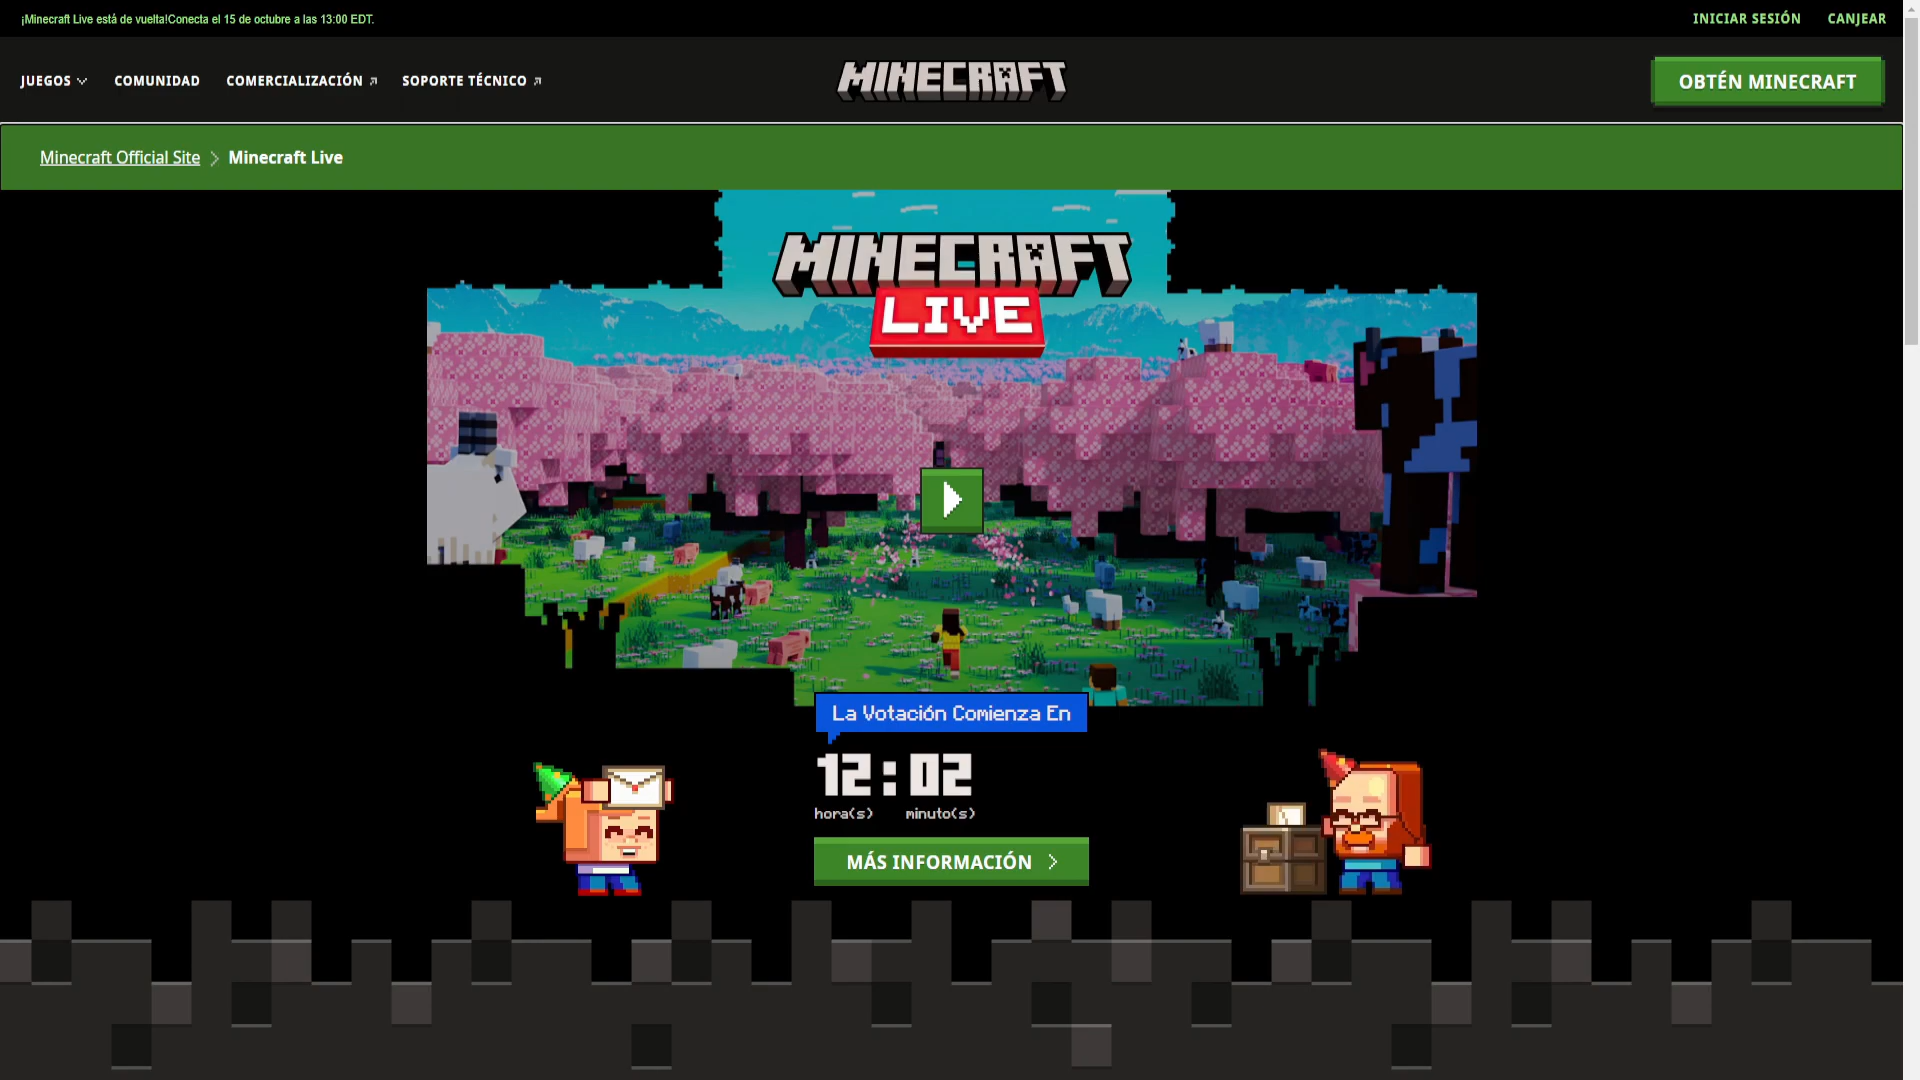 ¡Minecraft Live está de vuelta!Conecta el 15 de octubre a las 13:00 EDT.
INICIAR SESIÓN CANJEAR
JUEGOS COMUNIDAD COMERCIALIZACIÓN SOPORTE TÉCNICO
MINECRAFT
OBTÉN MINECRAFT
Minecraft Official Site > Minecraft Live
MINECRAFT
LIVE
La Votación Comienza En
12:02
hora(s) minuto(s)
MÁS INFORMACIÓN